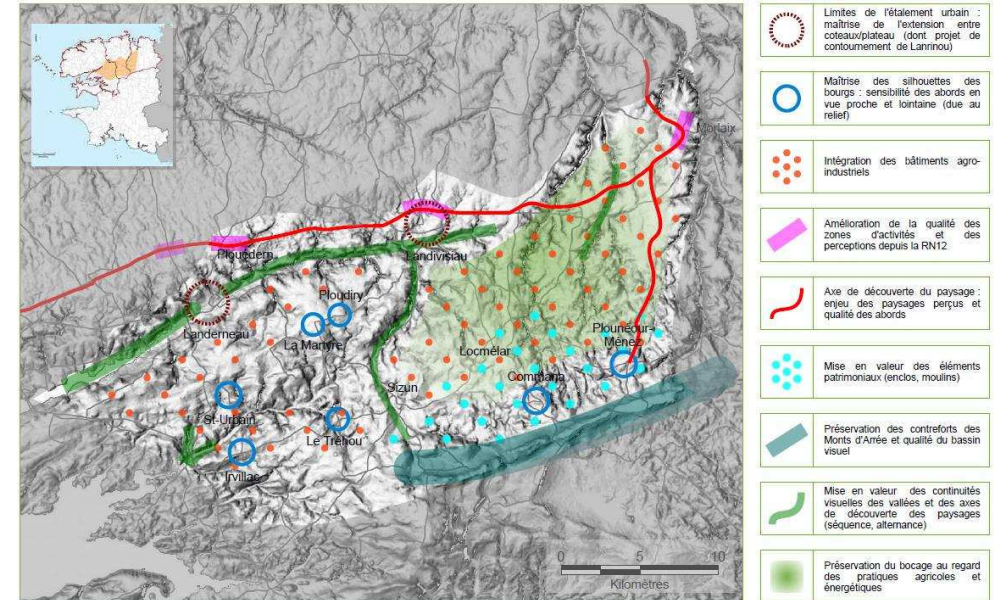 Morlaix
Plouédern
Landivisiau
Landerneau
Ploudiry
La Martyre
Plounéour-
Ménez
Locmélar
Commana
Sizun
St-Urbain
Le Tréhou
Irvillac
0 5 10
Kilomètres
Limites de l'étalement urbain :
maîtrise de l'extension entre
coteaux/plateau (dont projet de
contournement de Lanrinou)
Maîtrise des silhouettes des
bourgs : sensibilité des abords en
vue proche et lointaine (due au
relief)
Intégration des bâtiments agro-
industriels
Amélioration de la qualité des
zones d'activités et des
perceptions depuis la RN12
Axe de découverte du paysage :
enjeu des paysages perçus et
qualité des abords
Mise en valeur des éléments
patrimoniaux (enclos, moulins)
Préservation des contreforts des
Monts d'Arrée et qualité du bassin
visuel
Mise en valeur des continuités
visuelles des vallées et des axes
de découverte des paysages
(séquence, alternance)
Préservation du bocage au regard
des pratiques agricoles et
énergétiques